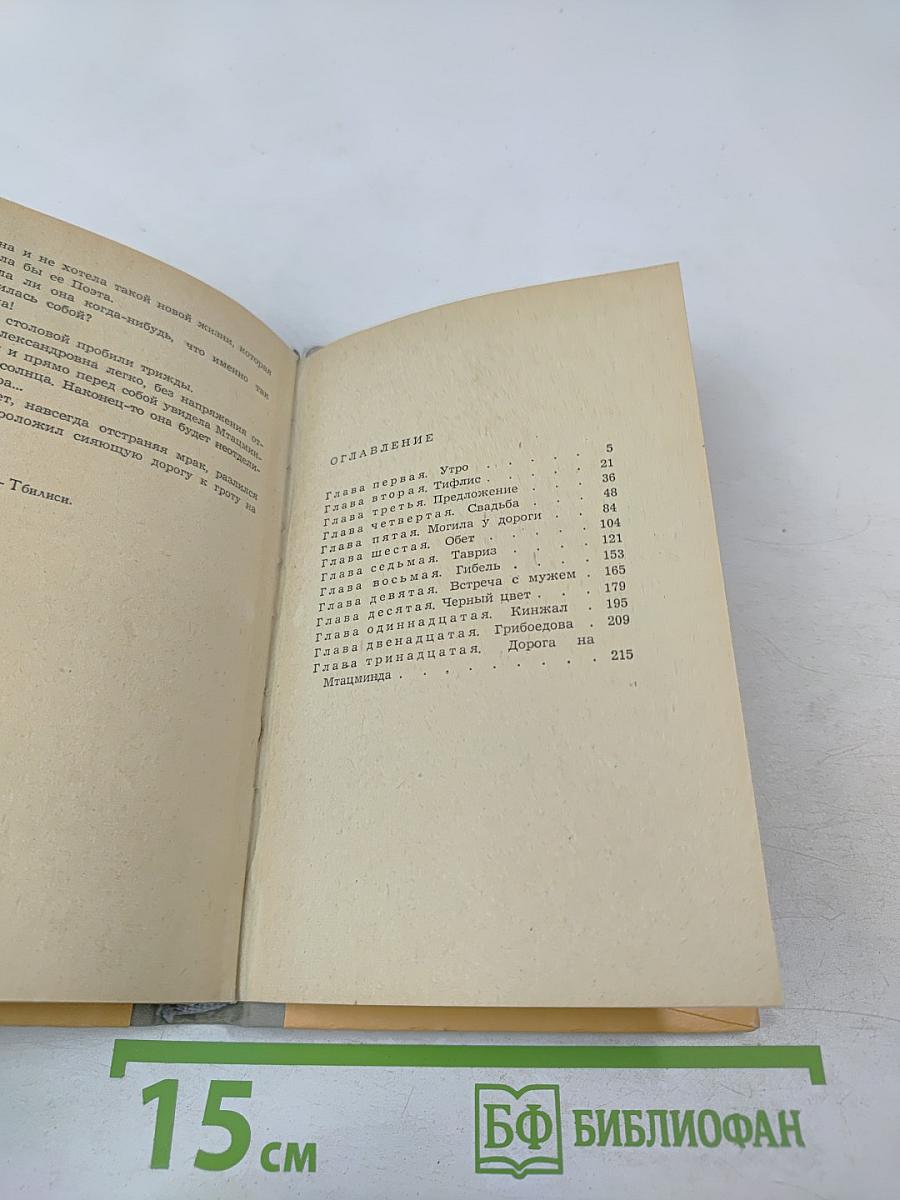 на и не хотела такой новой жизни, которая
ла бы ее Поэта.
ла ли она когда-нибудь, что именно так
илась собой?
а!
столовой пробили трижды.
лександровна легко, без напряжения от-
и прямо перед собой увидела Мтацмин-
солнца. Наконец-то она будет неотдели-
ра...
ет, навсегда отстраняя мрак, разлился
роложил сияющую дорогу к гроту на
– Тбилиси.
ОГЛАВЛЕНИЕ
Глава первая. Утро . . . . . 5
Глава вторая. Тифлис . . . . . 21
Глава третья. Предложение . . . 36
Глава четвертая. Свадьба . . . 48
Глава пятая. Могила у дороги . . 84
Глава шестая. Обет . . . . . 104
Глава седьмая. Тавриз . . . . 121
Глава восьмая. Гибель . . . . 153
Глава девятая. Встреча с мужем . 165
Глава десятая. Черный цвет . . . 179
Глава одиннадцатая. Кинжал . 195
Глава двенадцатая. Грибоедова . 209
Глава тринадцатая. Дорога на
Мтацминда . . . . . . . . 215
15 см
БФ БИБЛИОФАН